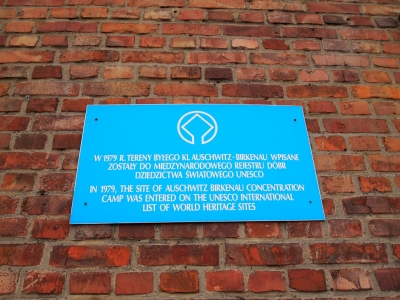 W 1979 R. TERENY BYŁEGO KL AUSCHWITZ-BIRKENAU WPISANE
ZOSTAŁY DO MIĘDZYNARODOWEGO REJESTRU DÓBR
DZIEDZICTWA ŚWIATOWEGO UNESCO
IN 1979, THE SITE OF AUSCHWITZ BIRKENAU CONCENTRATION
CAMP WAS ENTERED ON THE UNESCO INTERNATIONAL
LIST OF WORLD HERITAGE SITES